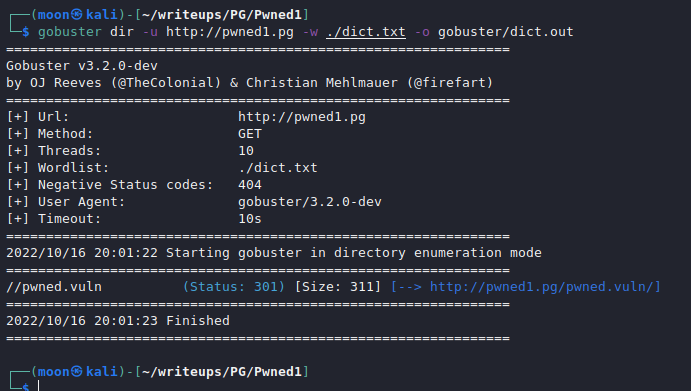 ┌──(moon㉿kali)-[~/writeups/PG/Pwned1]
└─$ gobuster dir -u http://pwned1.pg -w ./dict.txt -o gobuster/dict.out
===============================================================
Gobuster v3.2.0-dev
by OJ Reeves (@TheColonial) & Christian Mehlmauer (@firefart)
===============================================================
[+] Url:                     http://pwned1.pg
[+] Method:                  GET
[+] Threads:                 10
[+] Wordlist:                ./dict.txt
[+] Negative Status codes:   404
[+] User Agent:              gobuster/3.2.0-dev
[+] Timeout:                 10s
===============================================================
2022/10/16 20:01:22 Starting gobuster in directory enumeration mode
===============================================================
//pwned.vuln          (Status: 301) [Size: 311] [--> http://pwned1.pg/pwned.vuln/]
===============================================================
2022/10/16 20:01:23 Finished
===============================================================
┌──(moon㉿kali)-[~/writeups/PG/Pwned1]
└─$